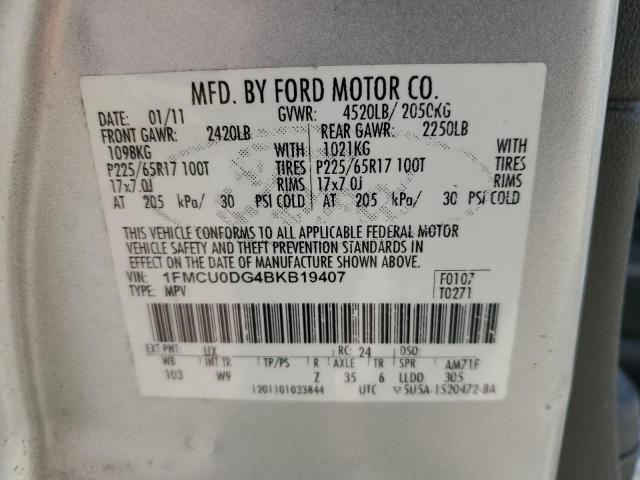 MFD. BY FORD MOTOR CO.
DATE: 01/11 GVWR: 4520LB/ 2050KG
FRONT GAWR: 2420LB REAR GAWR: 2250LB
1098KG WITH 1021KG WITH
P225/65R17 100T TIRES P225/65R17 100T TIRES
17x7.0J RIMS 17x7.0J RIMS
AT 205 kPa/ 30 PSI COLD AT 205 kPa/ 30 PSI COLD
THIS VEHICLE CONFORMS TO ALL APPLICABLE FEDERAL MOTOR
VEHICLE SAFETY AND THEFT PREVENTION STANDARDS IN
EFFECT ON THE DATE OF MANUFACTURE SHOWN ABOVE.
VIN: 1FMCU0DG4BKB19407 F0107
TYPE: MPV T0271
EXT PNT: UX RC: 24 DSO:
WB INT TR TP/PS R AXLE TR SPR AM71F
103 W9 Z 35 6 LLDD 305
1201101033844 UTC ▽5U5A-1520472-BA